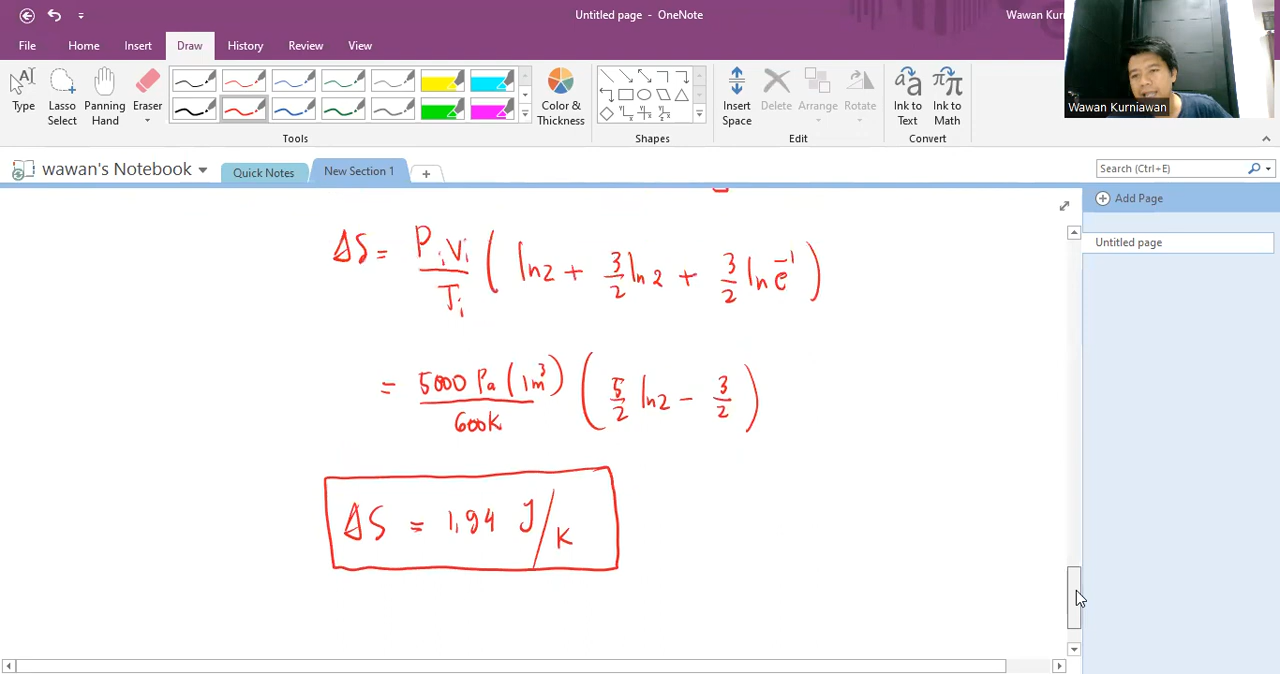 Untitled page - OneNote
Wawan Kurn
File Home Insert Draw History Review View
Type
Lasso Select
Panning Hand
Eraser
Color & Thickness
Insert Space
Delete
Arrange
Rotate
Ink to Text
Ink to Math
Tools
Shapes
Edit
Convert
Wawan Kurniawan
wawan's Notebook
Quick Notes
New Section 1
Search (Ctrl+E)
Add Page
Untitled page
ΔS = PᵢVᵢ/Tᵢ ( ln2 + 3/2 ln2 + 3/2 ln e⁻¹ )
= 5000 Pa (1m³)/600K ( 5/2 ln2 - 3/2 )
ΔS = 1,94 J/K